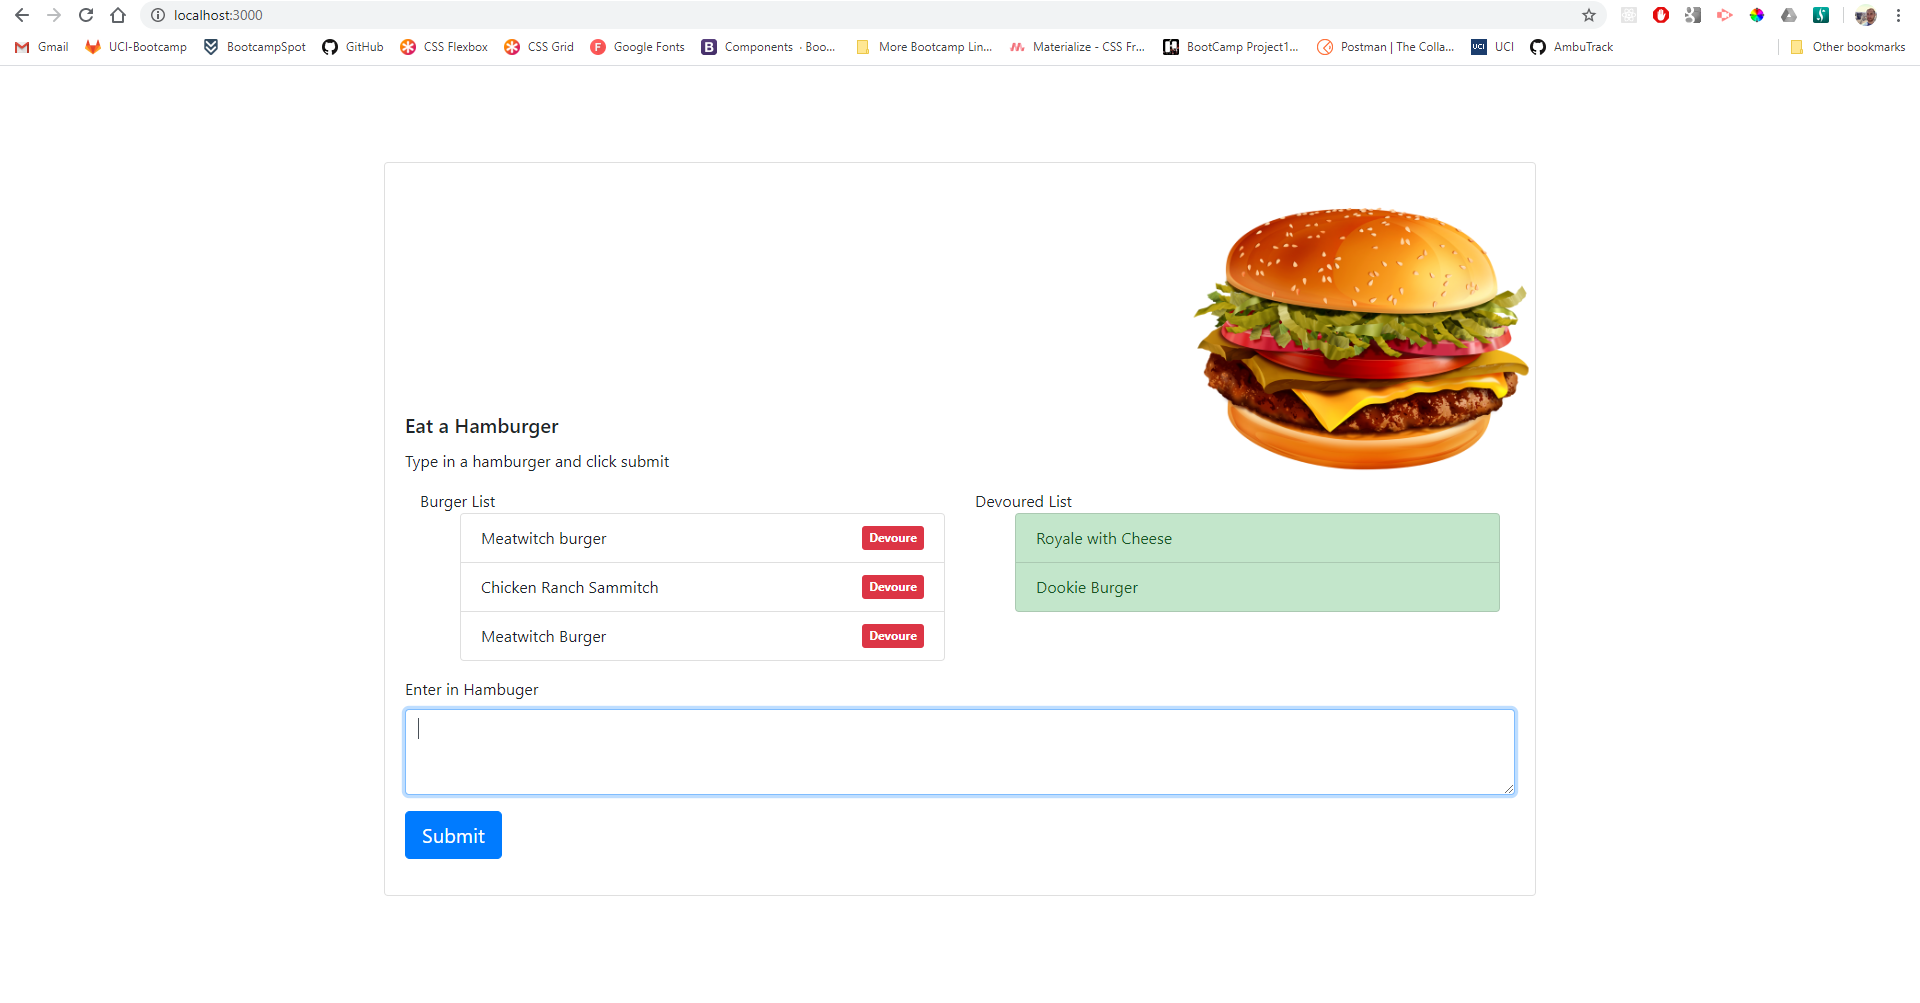 localhost:3000
Gmail UCI-Bootcamp BootcampSpot GitHub CSS Flexbox CSS Grid F Google Fonts B Components · Boo... More Bootcamp Lin... Materialize - CSS Fr... BootCamp Project1... Postman | The Colla... UCI UCI AmbuTrack Other bookmarks
Eat a Hamburger
Type in a hamburger and click submit
Burger List
Meatwitch burger Devoure
Chicken Ranch Sammitch Devoure
Meatwitch Burger Devoure
Devoured List
Royale with Cheese
Dookie Burger
Enter in Hambuger
Submit